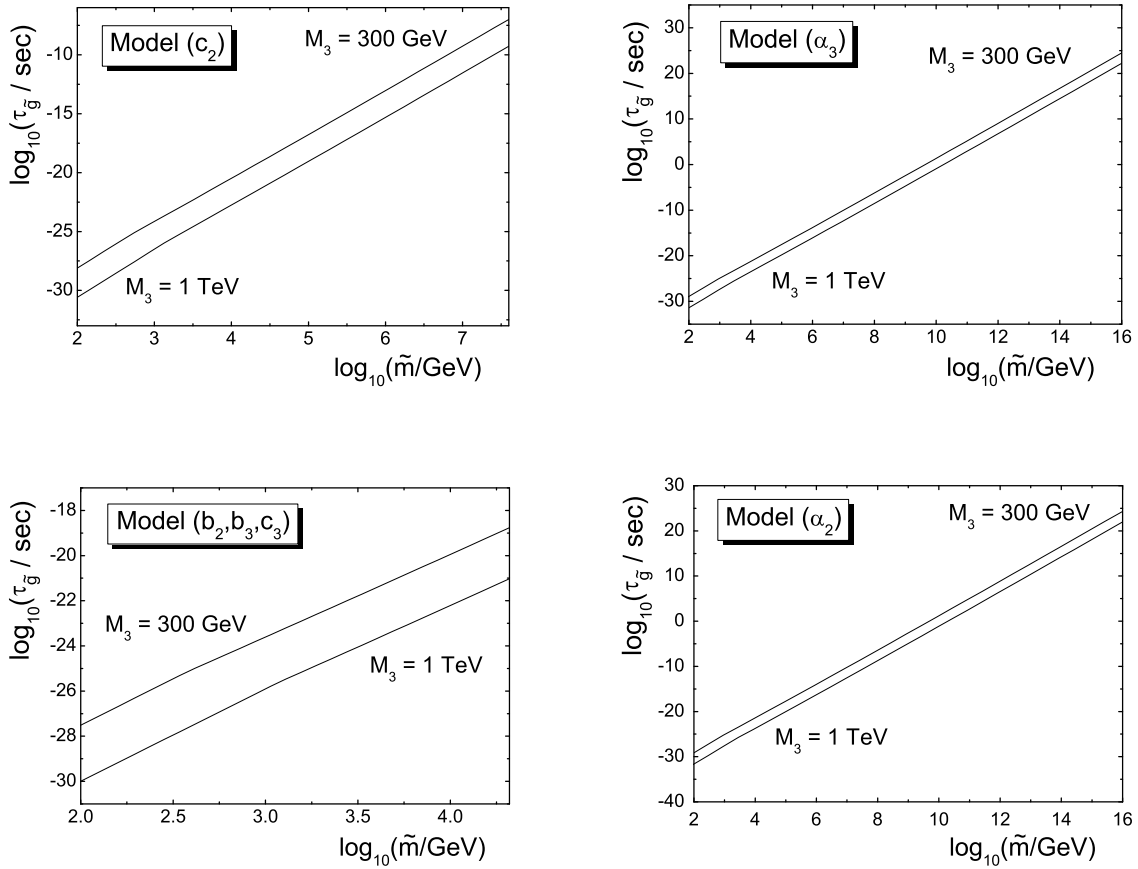 Model (c₂)
M₃ = 300 GeV
M₃ = 1 TeV
log₁₀(τ_g̃ / sec)
-10
-15
-20
-25
-30
2 3 4 5 6 7
log₁₀(m̃/GeV)
Model (α₃)
M₃ = 300 GeV
M₃ = 1 TeV
log₁₀(τ_g̃ / sec)
30
20
10
0
-10
-20
-30
2 4 6 8 10 12 14 16
log₁₀(m̃/GeV)
Model (b₂,b₃,c₃)
M₃ = 300 GeV
M₃ = 1 TeV
log₁₀(τ_g̃ / sec)
-18
-20
-22
-24
-26
-28
-30
2.0 2.5 3.0 3.5 4.0
log₁₀(m̃/GeV)
Model (α₂)
M₃ = 300 GeV
M₃ = 1 TeV
log₁₀(τ_g̃ / sec)
30
20
10
0
-10
-20
-30
-40
2 4 6 8 10 12 14 16
log₁₀(m̃/GeV)